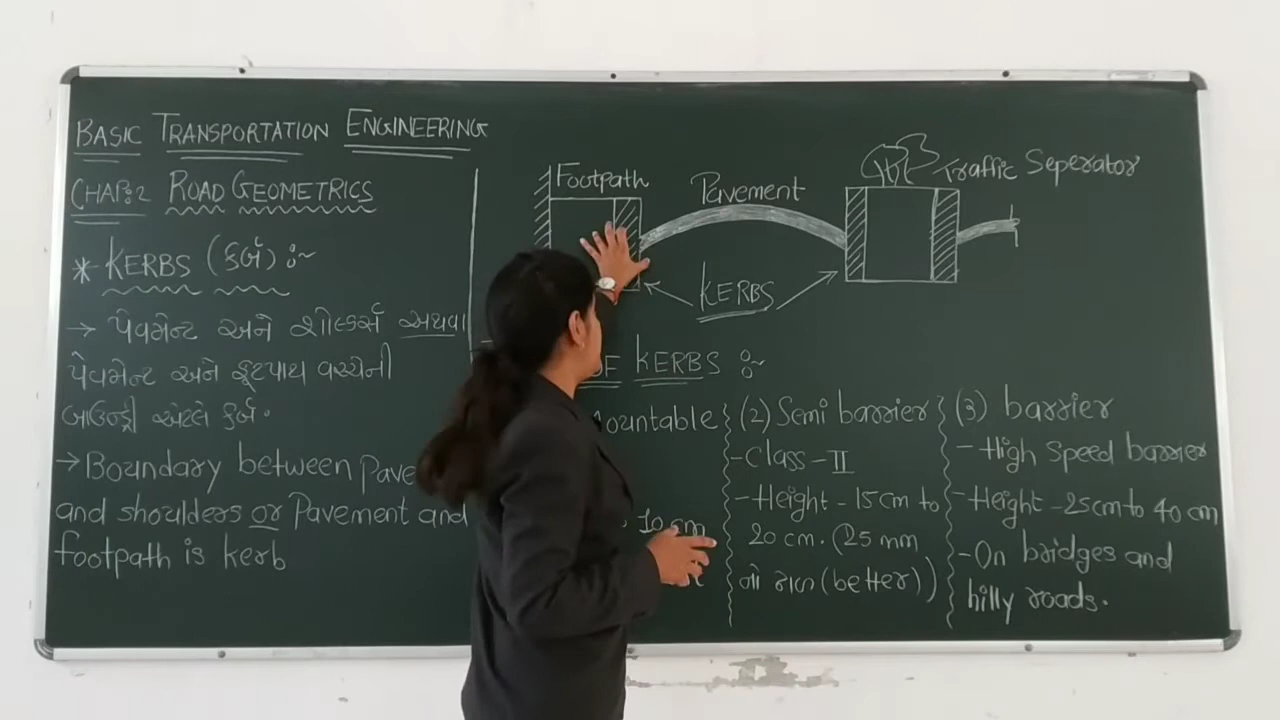 BASIC TRANSPORTATION ENGINEERING
CHAP:2 ROAD GEOMETRICS
* KERBS (કર્બ) :~
→ પેવમેન્ટ અને શોલ્ડર્સ અથવા
પેવમેન્ટ અને ફૂટપાથ વચ્ચેની
બાઉન્ડ્રી એટલે કર્બ.
→ Boundary between Pave
and shoulders or Pavement and
footpath is kerb
Footpath
Pavement
Traffic Seperator
KERBS
OF KERBS :~
ountable
10 cm
(2) Semi barrier
- Class - II
- Height - 15 cm to
20 cm. (25 mm
નો ઢાળ (better))
(3) barrier
- High Speed barrier
- Height - 25 cm to 40 cm
- On bridges and
hilly roads.